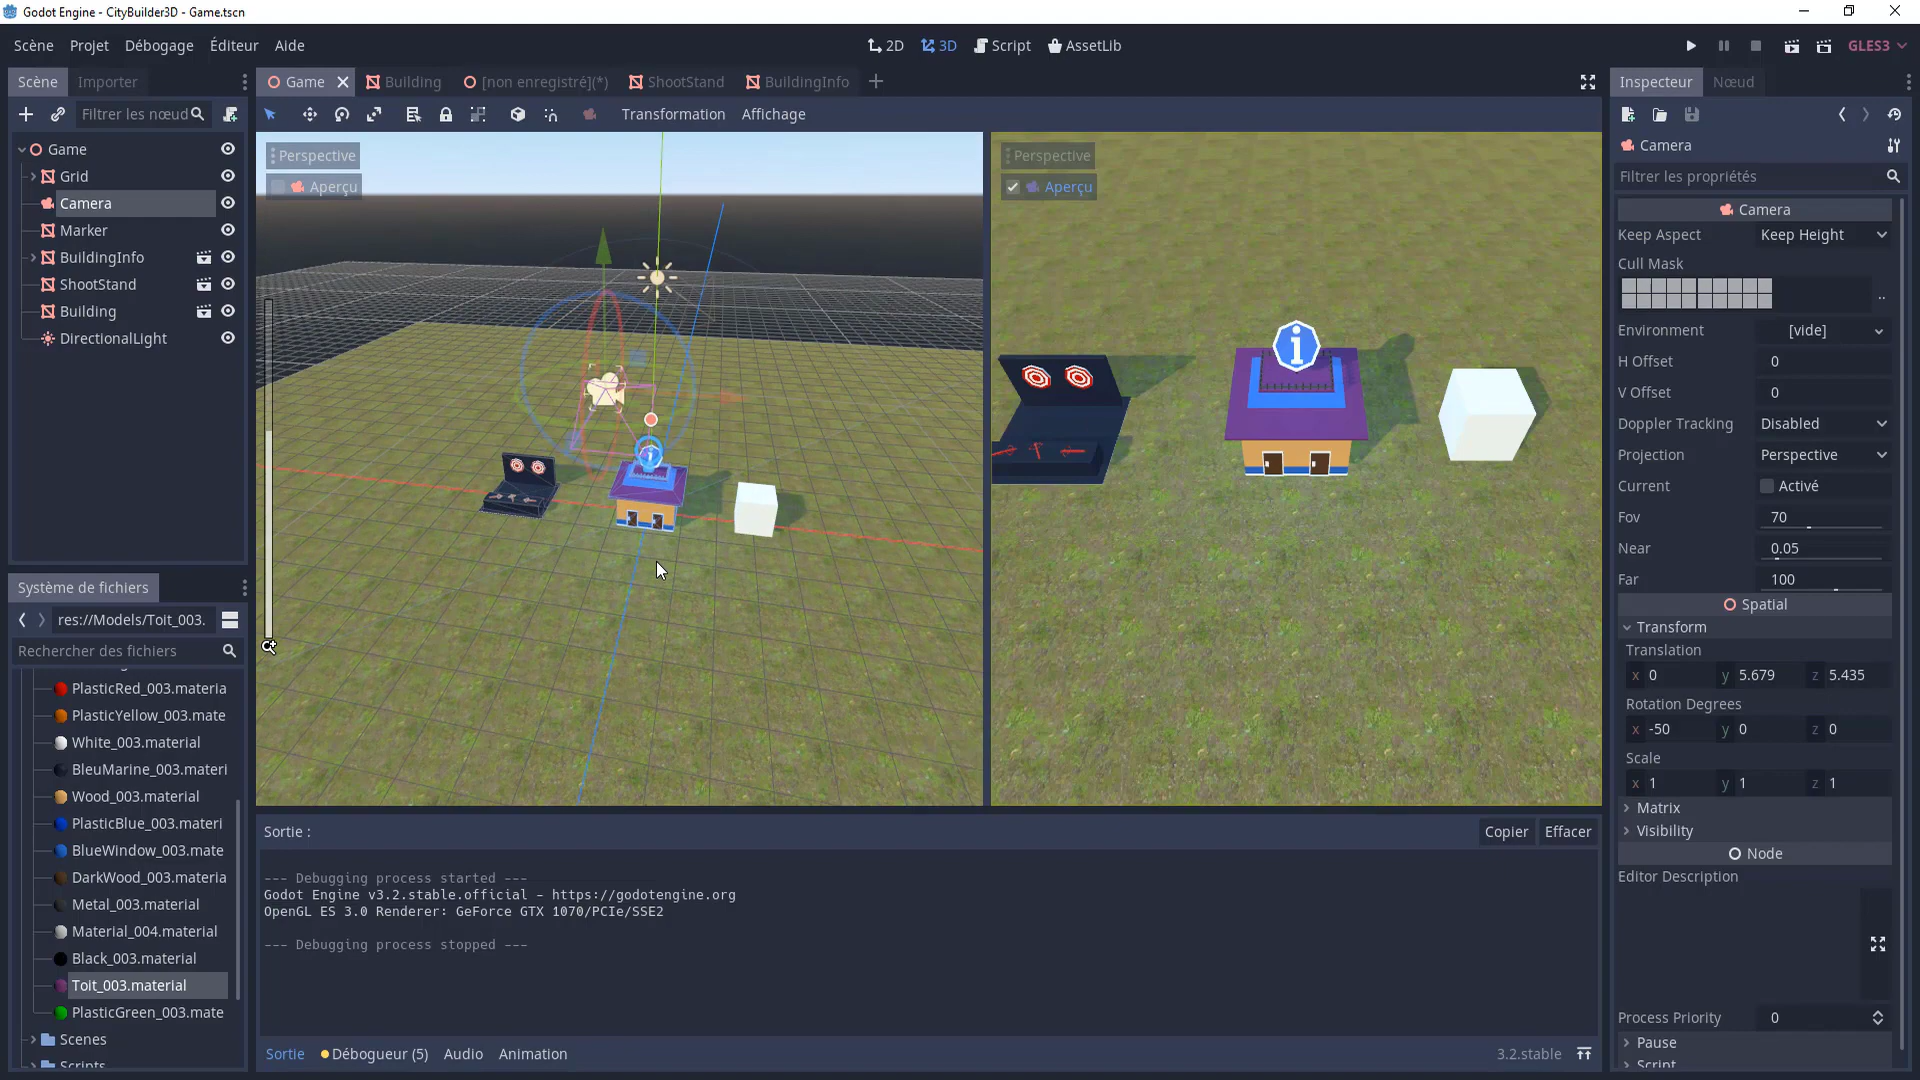 Godot Engine - CityBuilder3D - Game.tscn
Scène Projet Débogage Éditeur Aide
2D 3D Script AssetLib
GLES3
Scène Importer
Game Building [non enregistré](*) ShootStand BuildingInfo
Inspecteur Nœud
Filtrer les nœud
Transformation Affichage
Game
Grid
Camera
Marker
BuildingInfo
ShootStand
Building
DirectionalLight
Perspective
Aperçu
Perspective
Aperçu
Système de fichiers
res://Models/Toit_003.
Rechercher des fichiers
PlasticRed_003.materia
PlasticYellow_003.mate
White_003.material
BleuMarine_003.materi
Wood_003.material
PlasticBlue_003.materi
BlueWindow_003.mate
DarkWood_003.materia
Metal_003.material
Material_004.material
Black_003.material
Toit_003.material
PlasticGreen_003.mate
Scenes
Scripts
Sortie :
Copier Effacer
--- Debugging process started ---
Godot Engine v3.2.stable.official - https://godotengine.org
OpenGL ES 3.0 Renderer: GeForce GTX 1070/PCIe/SSE2
--- Debugging process stopped ---
Sortie Débogueur (5) Audio Animation
3.2.stable
Camera
Filtrer les propriétés
Camera
Keep Aspect Keep Height
Cull Mask
..
Environment [vide]
H Offset 0
V Offset 0
Doppler Tracking Disabled
Projection Perspective
Current Activé
Fov 70
Near 0.05
Far 100
Spatial
Transform
Translation
x 0 y 5.679 z 5.435
Rotation Degrees
x -50 y 0 z 0
Scale
x 1 y 1 z 1
Matrix
Visibility
Node
Editor Description
Process Priority 0
Pause
Script